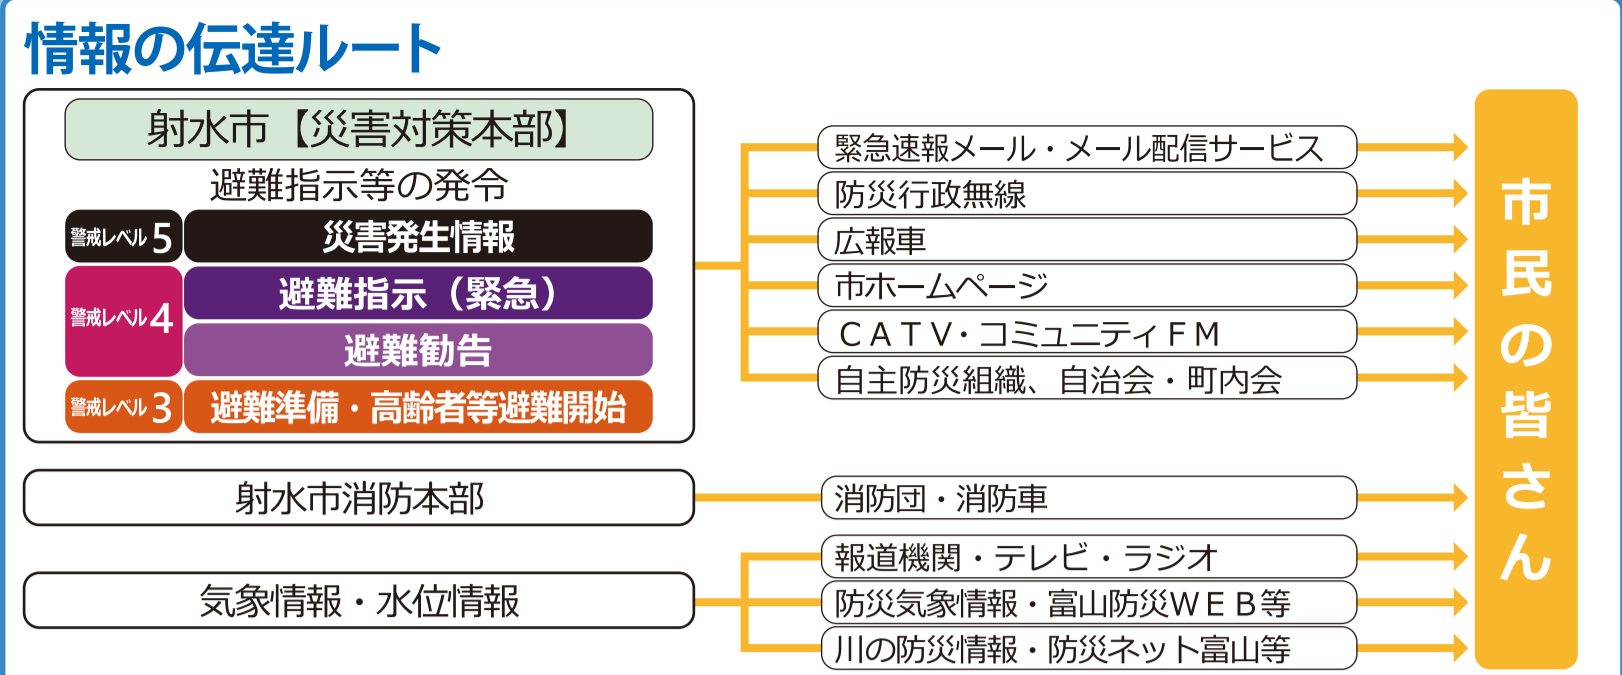 情報の伝達ルート
射水市【災害対策本部】
避難指示等の発令
警戒レベル5
災害発生情報
警戒レベル4
避難指示（緊急）
避難勧告
警戒レベル3
避難準備・高齢者等避難開始
緊急速報メール・メール配信サービス
防災行政無線
広報車
市ホームページ
ＣＡＴＶ・コミュニティＦＭ
自主防災組織、自治会・町内会
射水市消防本部
消防団・消防車
気象情報・水位情報
報道機関・テレビ・ラジオ
防災気象情報・富山防災ＷＥＢ等
川の防災情報・防災ネット富山等
市民の皆さん